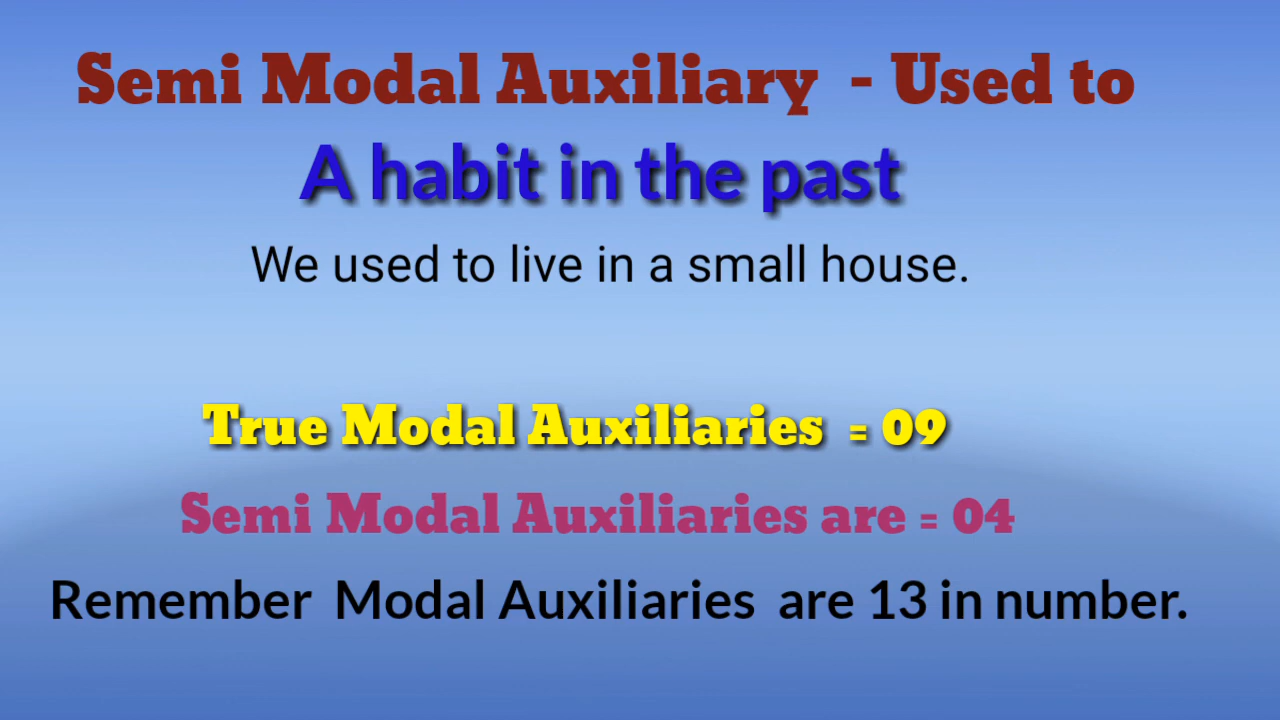 Semi Modal Auxiliary - Used to
A habit in the past
We used to live in a small house.
True Modal Auxiliaries = 09
Semi Modal Auxiliaries are = 04
Remember Modal Auxiliaries are 13 in number.